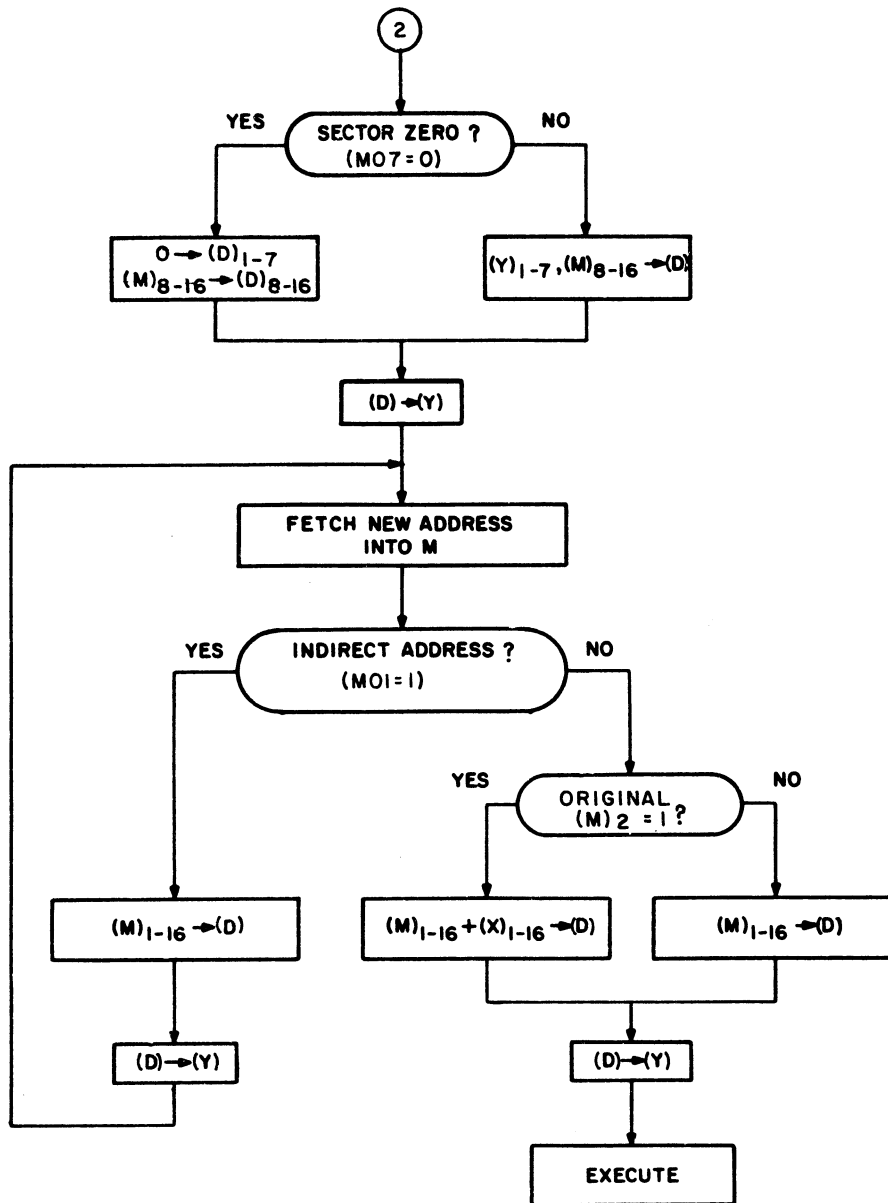 2
YES
SECTOR ZERO ?
(M07=0)
NO
0→(D)1-7
(M)8-16→(D)8-16
(Y)1-7,(M)8-16→(D)
(D)→(Y)
FETCH NEW ADDRESS
INTO M
YES
INDIRECT ADDRESS ?
(M01=1)
NO
YES
ORIGINAL
(M)2 =1?
NO
(M)1-16→(D)
(M)1-16+(X)1-16→(D)
(M)1-16→(D)
(D)→(Y)
(D)→(Y)
EXECUTE